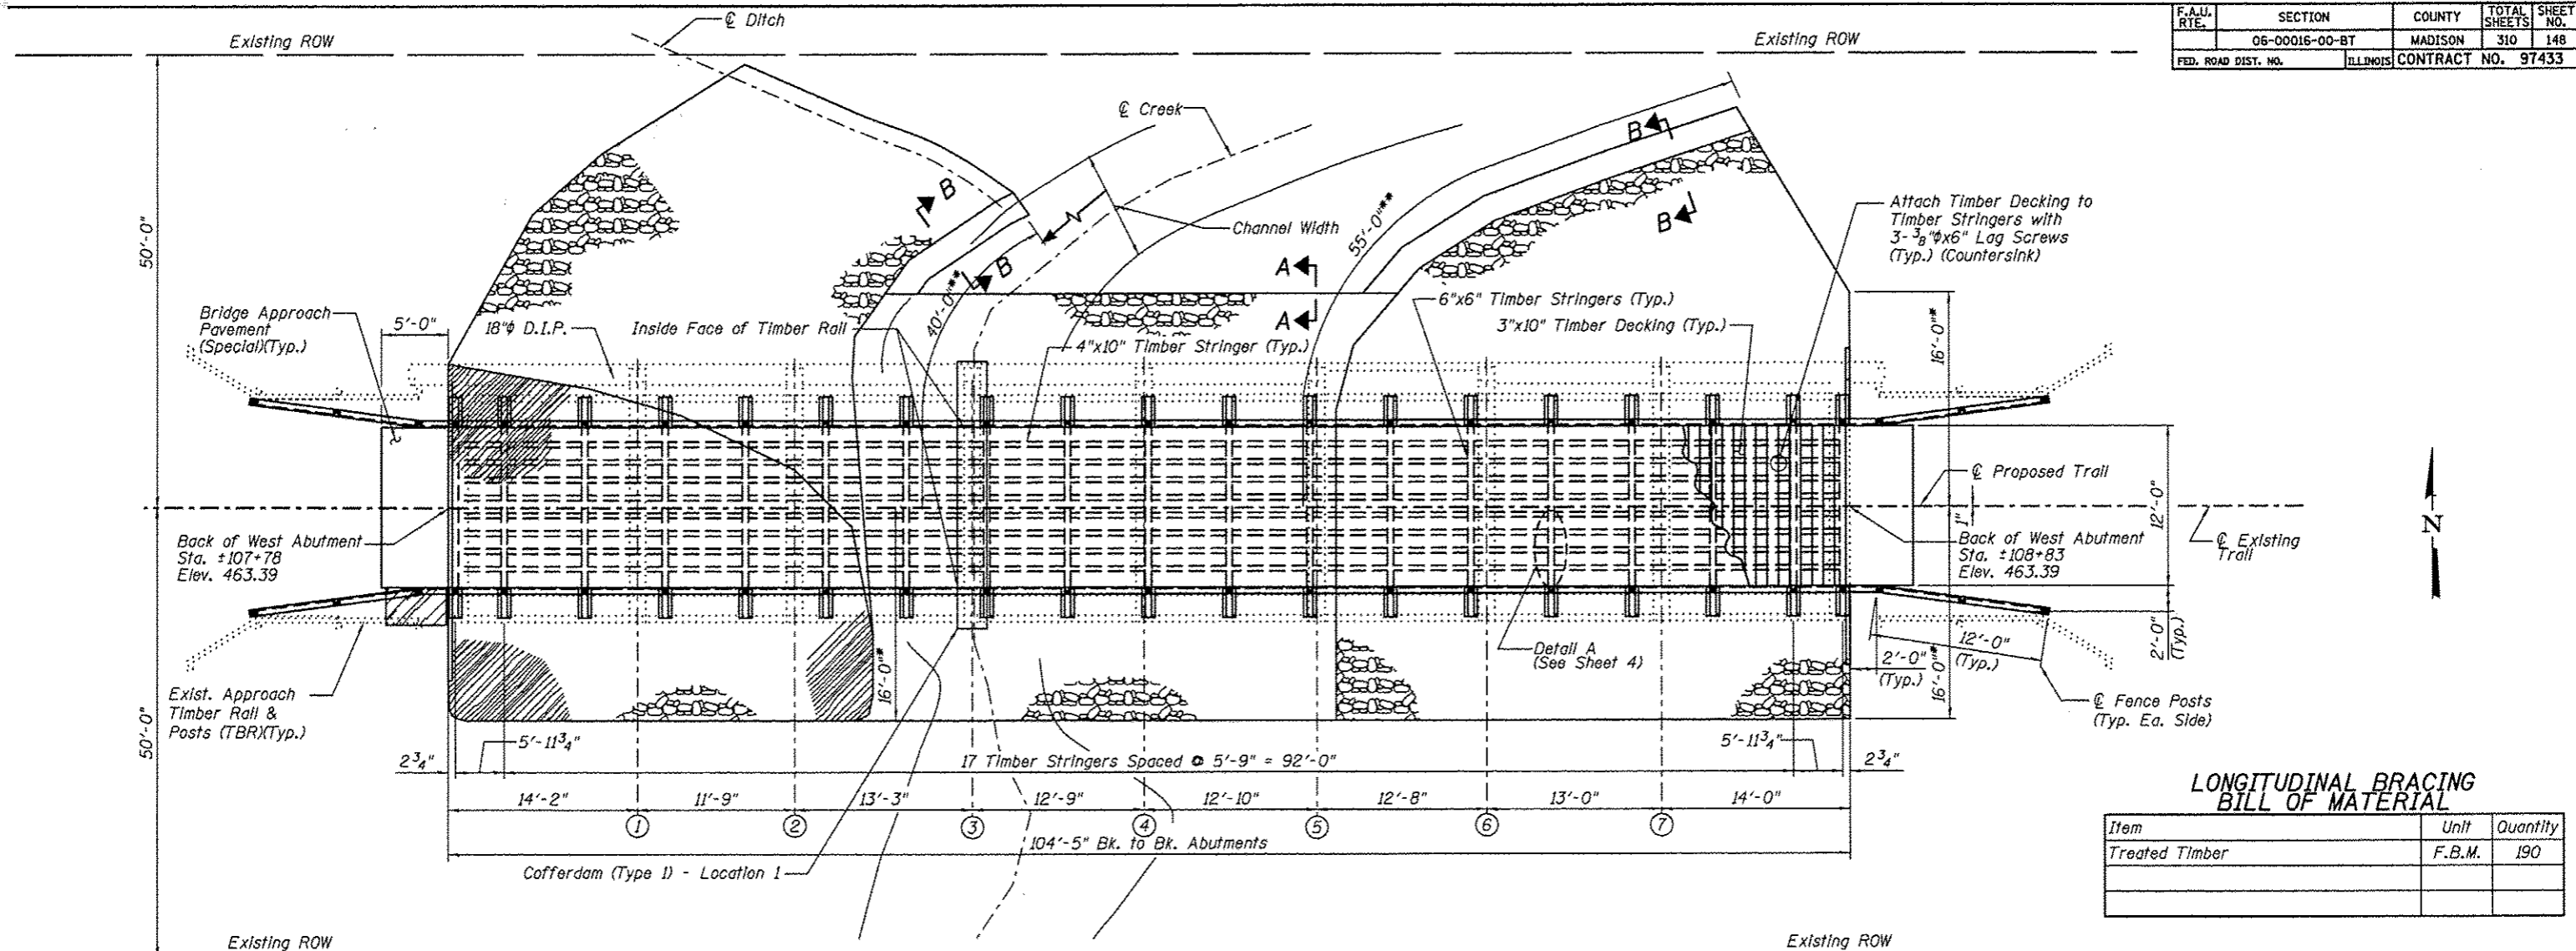 F.A.U. RTE. SECTION COUNTY TOTAL SHEETS SHEET NO.
06-00016-00-BT MADISON 310 148
FED. ROAD DIST. NO. ILLINOIS CONTRACT NO. 97433
℄ Ditch
Existing ROW
Existing ROW
℄ Creek
B
B
B
B
Channel Width
Attach Timber Decking to
Timber Stringers with
3-3/8"φx6" Lag Screws
(Typ.) (Countersink)
50'-0"
55'-0"**
40'-0"**
A
A
Bridge Approach
Pavement
(Special)(Typ.)
5'-0"
18"φ D.I.P.
Inside Face of Timber Rail
6"x6" Timber Stringers (Typ.)
3"x10" Timber Decking (Typ.)
4"x10" Timber Stringer (Typ.)
16'-0"*
℄ Proposed Trail
12'-0"
1"
N
Back of West Abutment
Sta. ±107+78
Elev. 463.39
Back of West Abutment
Sta. ±108+83
Elev. 463.39
℄ Existing
Trail
Exist. Approach
Timber Rail &
Posts (TBR)(Typ.)
16'-0"*
Detail A
(See Sheet 4)
2'-0"
(Typ.)
12'-0"
(Typ.)
16'-0"*
2'-0"
(Typ.)
℄ Fence Posts
(Typ. Ea. Side)
50'-0"
2 3/4"
5'-11 3/4"
17 Timber Stringers Spaced @ 5'-9" = 92'-0"
5'-11 3/4"
2 3/4"
14'-2" 11'-9" 13'-3" 12'-9" 12'-10" 12'-8" 13'-0" 14'-0"
1 2 3 4 5 6 7
104'-5" Bk. to Bk. Abutments
Cofferdam (Type 1) - Location 1
LONGITUDINAL BRACING
BILL OF MATERIAL
Item Unit Quantity
Treated Timber F.B.M. 190
Existing ROW
Existing ROW